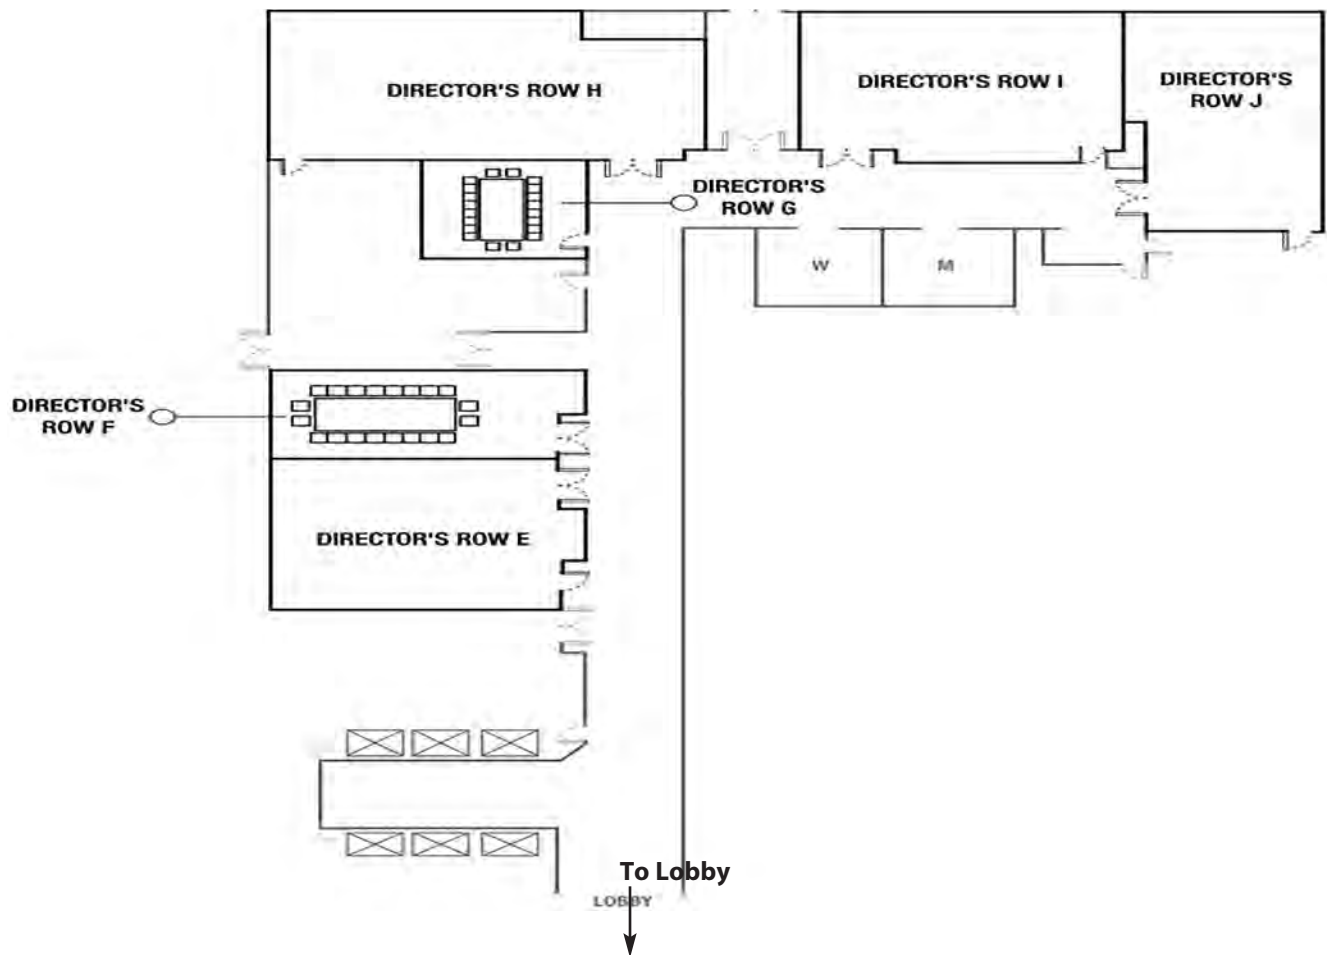 DIRECTOR'S ROW H
DIRECTOR'S ROW I
DIRECTOR'S
ROW J
DIRECTOR'S
ROW G
W
M
DIRECTOR'S
ROW F
DIRECTOR'S ROW E
To Lobby
LOBBY